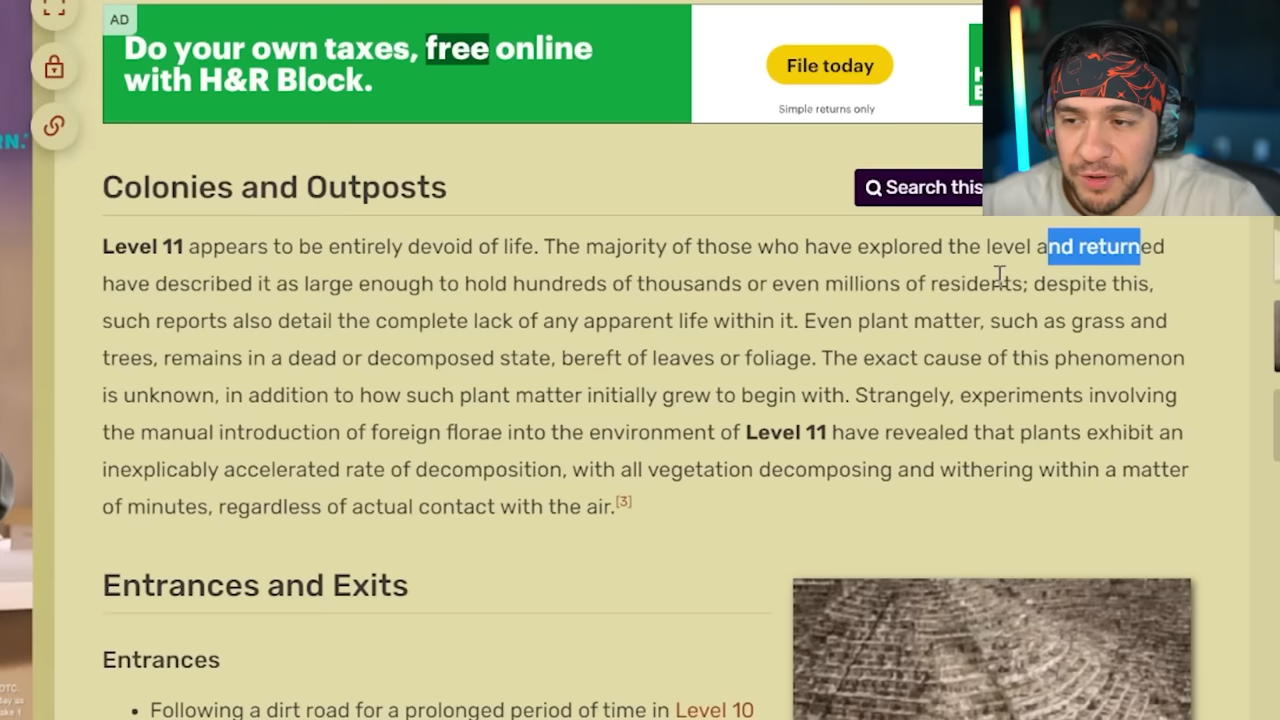 AD
Do your own taxes, free online
with H&R Block.
File today
Simple returns only
RN.
Colonies and Outposts
Search this
Level 11 appears to be entirely devoid of life. The majority of those who have explored the level and returned
have described it as large enough to hold hundreds of thousands or even millions of residents; despite this,
such reports also detail the complete lack of any apparent life within it. Even plant matter, such as grass and
trees, remains in a dead or decomposed state, bereft of leaves or foliage. The exact cause of this phenomenon
is unknown, in addition to how such plant matter initially grew to begin with. Strangely, experiments involving
the manual introduction of foreign florae into the environment of Level 11 have revealed that plants exhibit an
inexplicably accelerated rate of decomposition, with all vegetation decomposing and withering within a matter
of minutes, regardless of actual contact with the air.[3]
Entrances and Exits
Entrances
• Following a dirt road for a prolonged period of time in Level 10